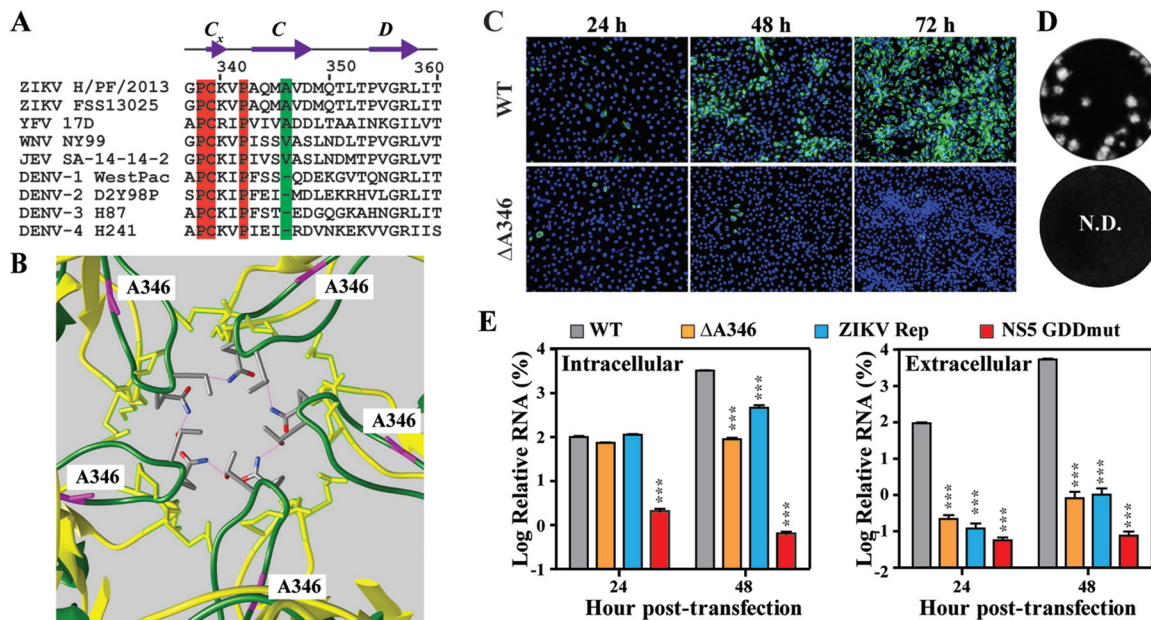 A
Cx C D
340 350 360
ZIKV H/PF/2013 GPCKVPAQMAVDMQTLTPVGRLIT
ZIKV FSS13025 GPCKVPAQMAVDMQTLTPVGRLIT
YFV 17D APCRIPVIVADDLTAAINKGILVT
WNV NY99 APCKVPISSVASLNDLTPVGRLVT
JEV SA-14-14-2 GPCKIPIVSVASLNDMTPVGRLVT
DENV-1 WestPac APCKIPFSS-QDEKGVTQNGRLIT
DENV-2 D2Y98P SPCKIPFEI-MDLEKRHVLGRLIT
DENV-3 H87 APCKIPFST-EDGQGKAHNGRLIT
DENV-4 H241 APCKVPIEI-RDVNKEKVVGRIIS
B
A346
A346
A346
A346
A346
C
24 h 48 h 72 h
WT
ΔA346
D
N.D.
E
WT ΔA346 ZIKV Rep NS5 GDDmut
Intracellular
Log Relative RNA (%)
4
3
2
1
0
-1
***
***
***
***
24 48
Hour post-transfection
Extracellular
Log Relative RNA (%)
4
3
2
1
0
-1
-2
***
***
***
***
***
***
24 48
Hour post-transfection